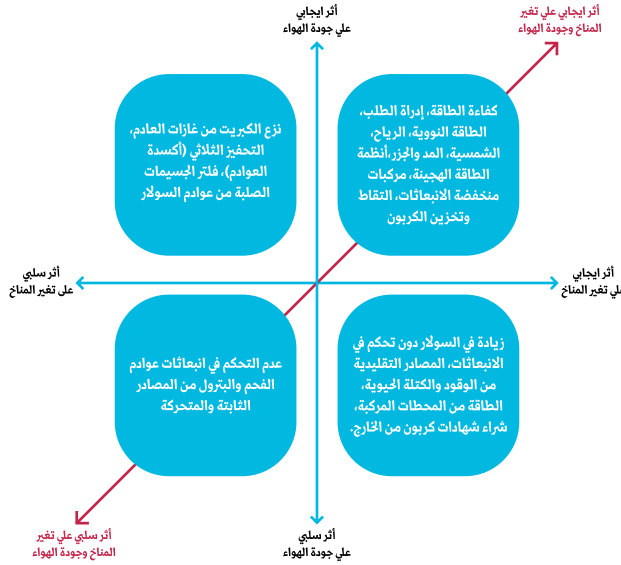 أثر ايجابي
علي جودة الهواء
أثر ايجابي علي تغير
المناخ وجودة الهواء
كفاءة الطاقة، إدراة الطلب،
الطاقة النووية، الرياح،
الشمسية، المد والجزر،أنظمة
الطاقة الهجينة، مركبات
منخفضة الانبعاثات، التقاط
وتخزين الكربون
نزع الكبريت من غازات العادم،
التحفيز الثلاثي (أكسدة
العوادم)، فلتر الجسيمات
الصلبة من عوادم السولار
أثر ايجابي
علي تغير المناخ
أثر سلبي
على تغير المناخ
زيادة في السولار دون تحكم في
الانبعاثات، المصادر التقليدية
من الوقود والكتلة الحيوية،
الطاقة من المحطات المركبة،
شراء شهادات كربون من الخارج.
عدم التحكم في انبعاثات عوادم
الفحم والبترول من المصادر
الثابتة والمتحركة
أثر سلبي
علي جودة الهواء
أثر سلبي علي تغير
المناخ وجودة الهواء